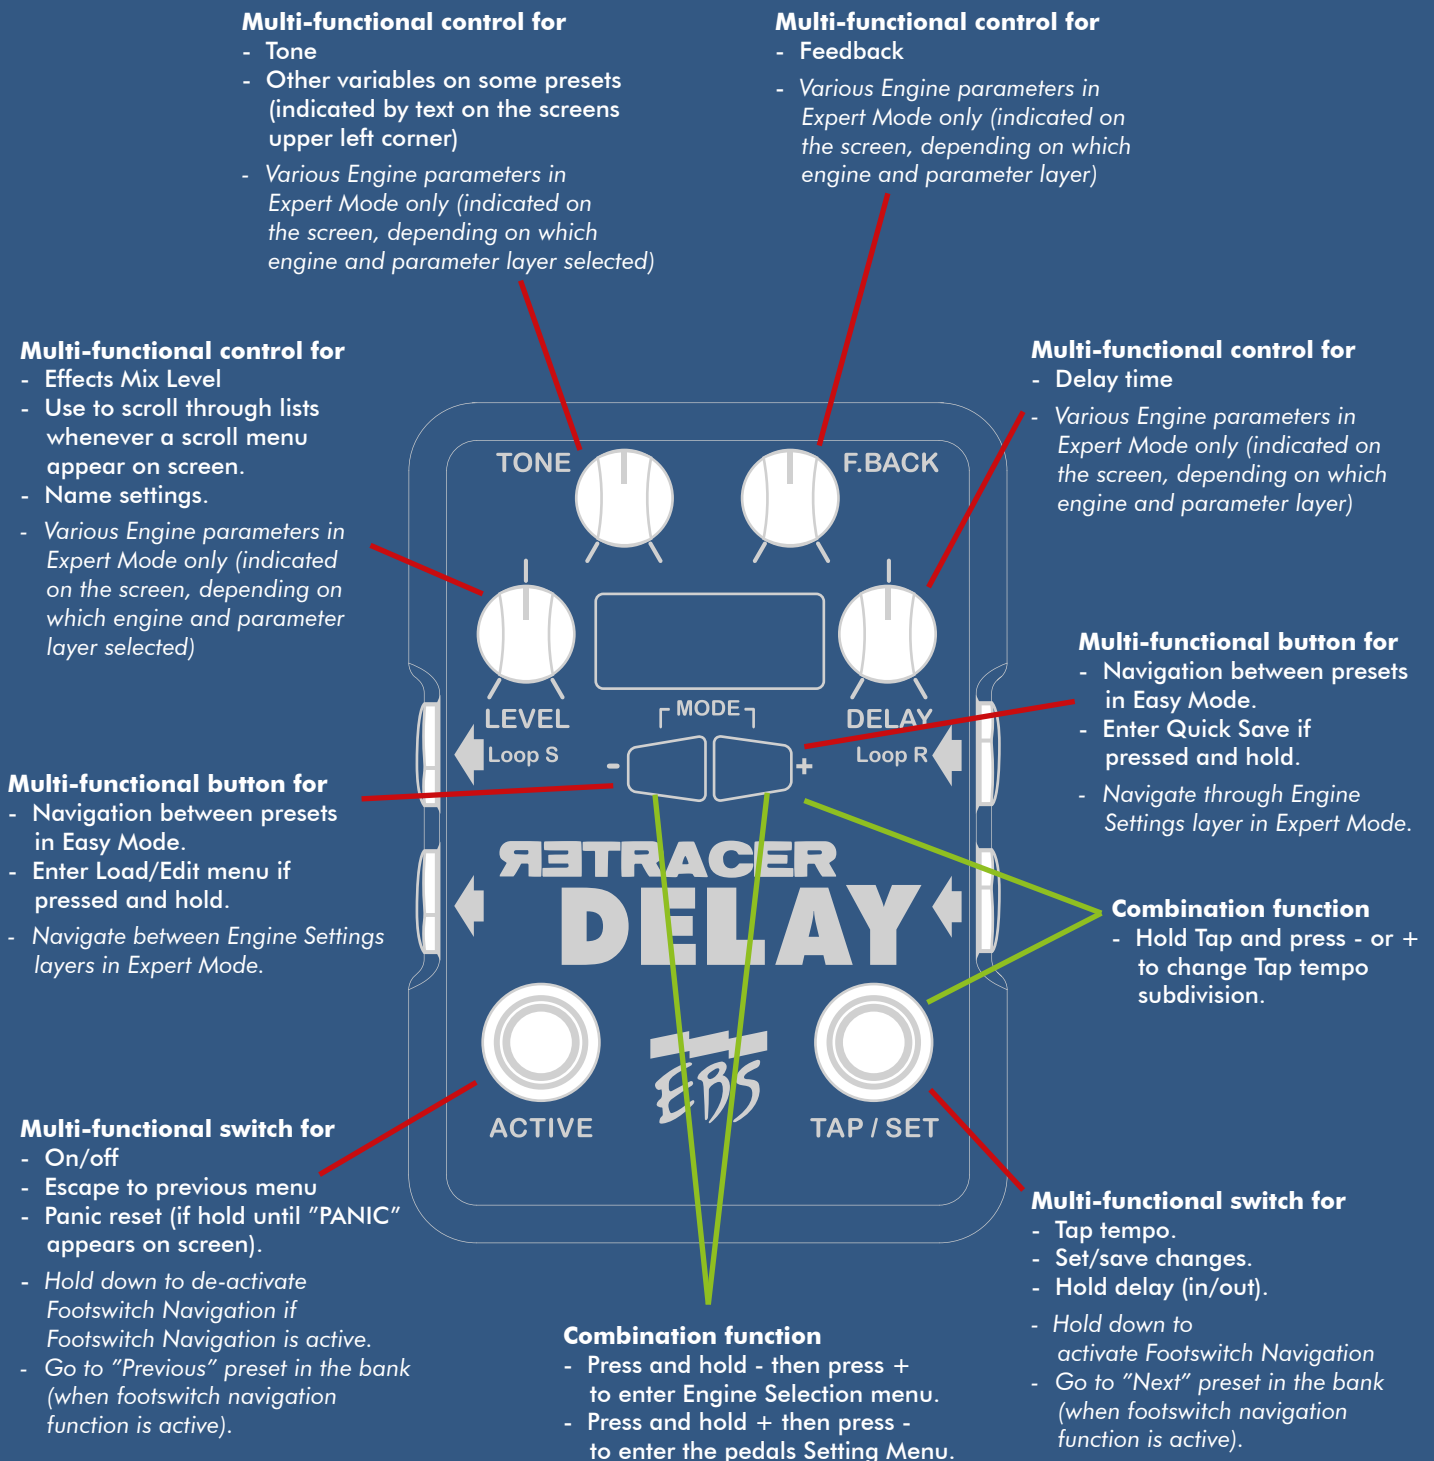 Multi-functional control for
- Tone
- Other variables on some presets
(indicated by text on the screens
upper left corner)
- Various Engine parameters in
Expert Mode only (indicated on
the screen, depending on which
engine and parameter layer selected)
Multi-functional control for
- Feedback
- Various Engine parameters in
Expert Mode only (indicated on
the screen, depending on which
engine and parameter layer)
Multi-functional control for
- Effects Mix Level
- Use to scroll through lists
whenever a scroll menu
appear on screen.
- Name settings.
- Various Engine parameters in
Expert Mode only (indicated
on the screen, depending on
which engine and parameter
layer selected)
Multi-functional control for
- Delay time
- Various Engine parameters in
Expert Mode only (indicated on
the screen, depending on which
engine and parameter layer)
TONE
F.BACK
LEVEL
MODE
DELAY
Loop S
- +
Loop R
Multi-functional button for
- Navigation between presets
in Easy Mode.
- Enter Quick Save if
pressed and hold.
- Navigate through Engine
Settings layer in Expert Mode.
Multi-functional button for
- Navigation between presets
in Easy Mode.
- Enter Load/Edit menu if
pressed and hold.
- Navigate between Engine Settings
layers in Expert Mode.
RETRACER
DELAY
Combination function
- Hold Tap and press - or +
to change Tap tempo
subdivision.
EBS
ACTIVE
TAP / SET
Multi-functional switch for
- On/off
- Escape to previous menu
- Panic reset (if hold until "PANIC"
appears on screen).
- Hold down to de-activate
Footswitch Navigation if
Footswitch Navigation is active.
- Go to "Previous" preset in the bank
(when footswitch navigation
function is active).
Combination function
- Press and hold - then press +
to enter Engine Selection menu.
- Press and hold + then press -
to enter the pedals Setting Menu.
Multi-functional switch for
- Tap tempo.
- Set/save changes.
- Hold delay (in/out).
- Hold down to
activate Footswitch Navigation
- Go to "Next" preset in the bank
(when footswitch navigation
function is active).